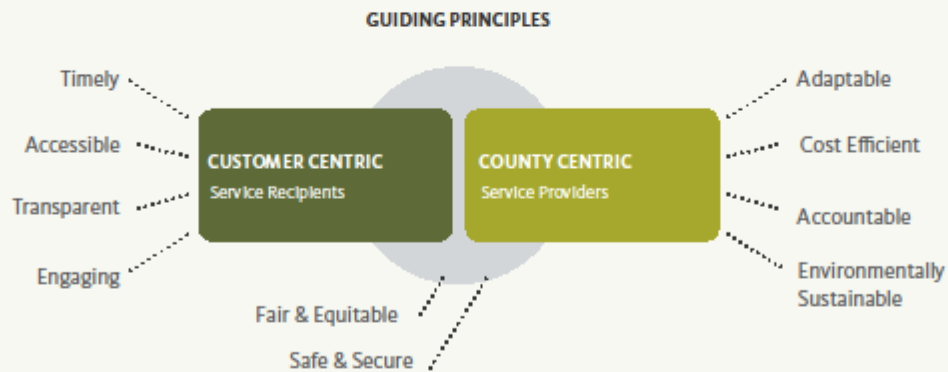 GUIDING PRINCIPLES
Timely
Accessible
Transparent
Engaging
CUSTOMER CENTRIC
Service Recipients
COUNTY CENTRIC
Service Providers
Adaptable
Cost Efficient
Accountable
Environmentally
Sustainable
Fair & Equitable
Safe & Secure